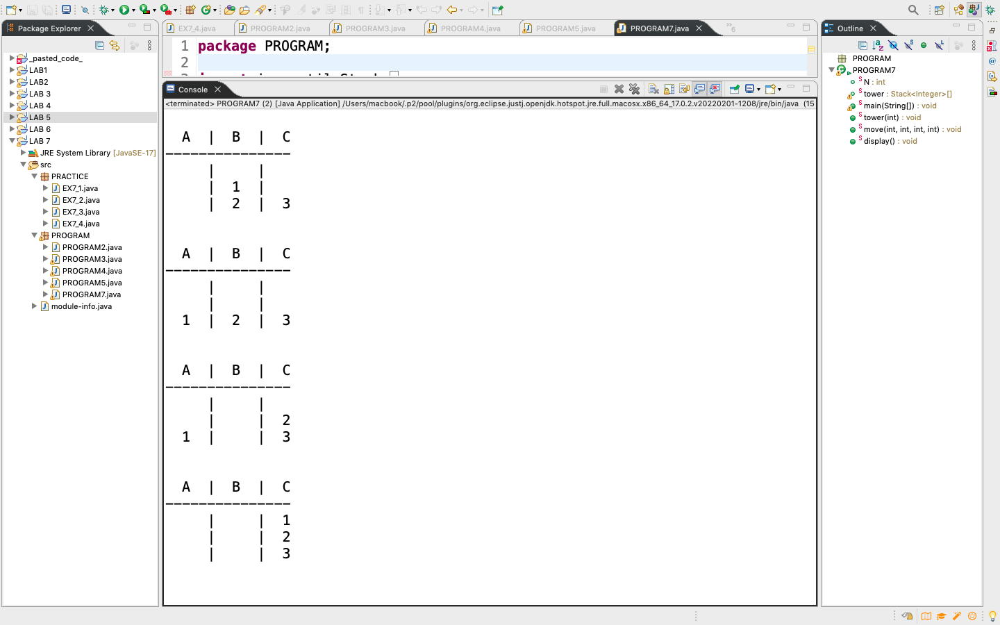 Package Explorer
_pasted_code_
LAB1
LAB2
LAB 3
LAB 4
LAB 5
LAB 6
LAB 7
JRE System Library [JavaSE-17]
src
PRACTICE
EX7_1.java
EX7_2.java
EX7_3.java
EX7_4.java
PROGRAM
PROGRAM2.java
PROGRAM3.java
PROGRAM4.java
PROGRAM5.java
PROGRAM7.java
module-info.java
EX7_4.java PROGRAM2.java PROGRAM3.java PROGRAM4.java PROGRAM5.java PROGRAM7.java »6
1 package PROGRAM;
2
Console
<terminated> PROGRAM7 (2) [Java Application] /Users/macbook/.p2/pool/plugins/org.eclipse.justj.openjdk.hotspot.jre.full.macosx.x86_64_17.0.2.v20220201-1208/jre/bin/java (15
  A  |  B  |  C
---------------
     |     |
     |  1  |
     |  2  |  3
  A  |  B  |  C
---------------
     |     |
     |     |
  1  |  2  |  3
  A  |  B  |  C
---------------
     |     |
     |     |  2
  1  |     |  3
  A  |  B  |  C
---------------
     |     |  1
     |     |  2
     |     |  3
Outline
PROGRAM
PROGRAM7
N : int
tower : Stack<Integer>[]
main(String[]) : void
tower(int) : void
move(int, int, int, int) : void
display() : void